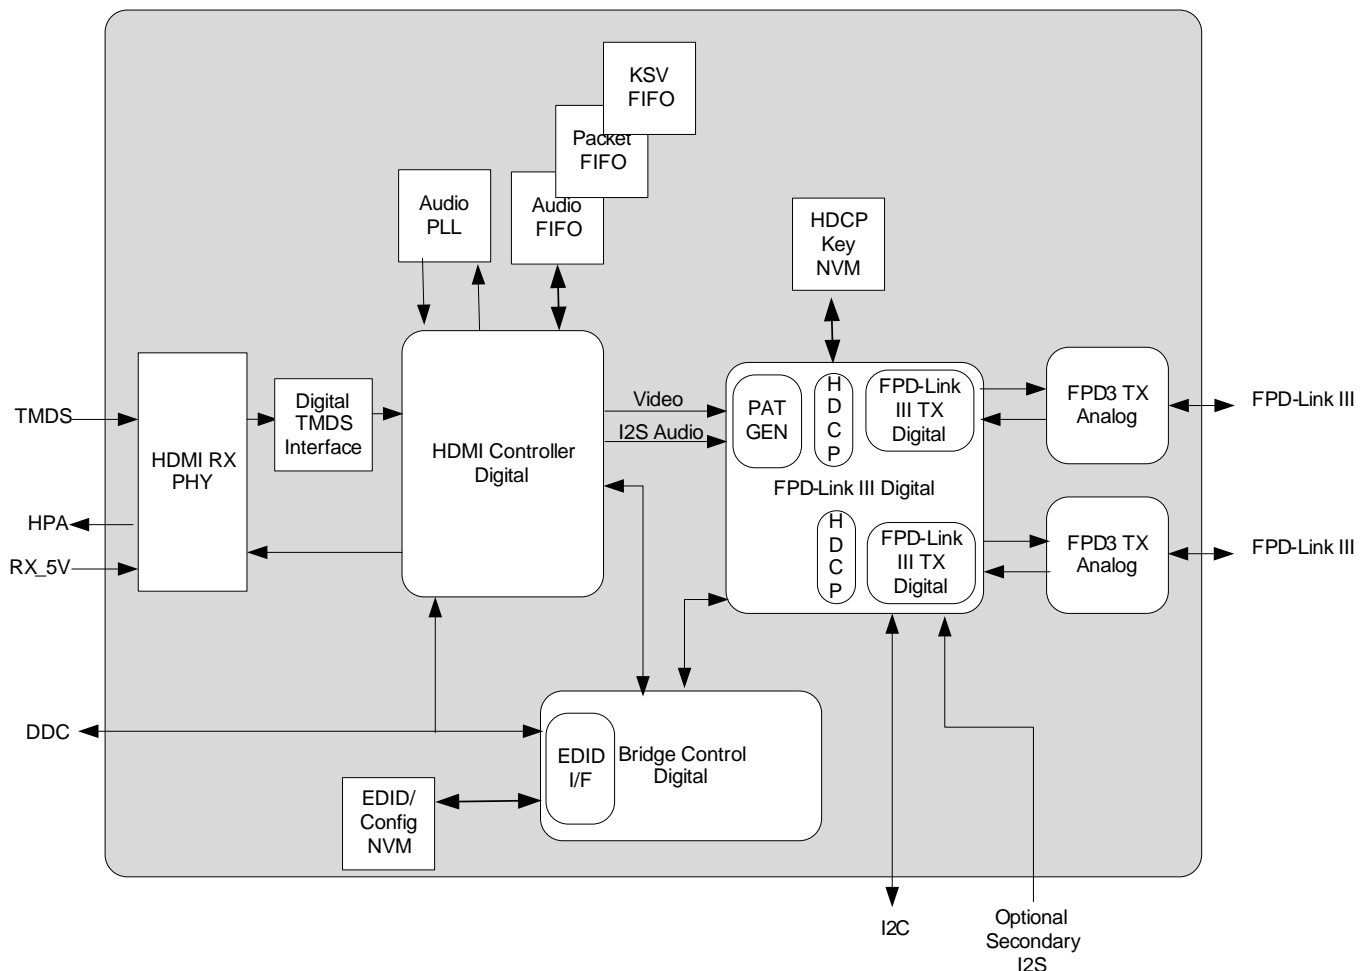 KSV
FIFO
Packet
FIFO
Audio
PLL
Audio
FIFO
HDCP
Key
NVM
TMDS
HPA
RX_5V
HDMI RX
PHY
Digital
TMDS
Interface
HDMI Controller
Digital
Video
I2S Audio
PAT
GEN
H
D
C
P
FPD-Link
III TX
Digital
FPD-Link III Digital
H
D
C
P
FPD-Link
III TX
Digital
FPD3 TX
Analog
FPD-Link III
FPD3 TX
Analog
FPD-Link III
DDC
EDID
I/F
Bridge Control
Digital
EDID/
Config
NVM
I2C
Optional
Secondary
I2S